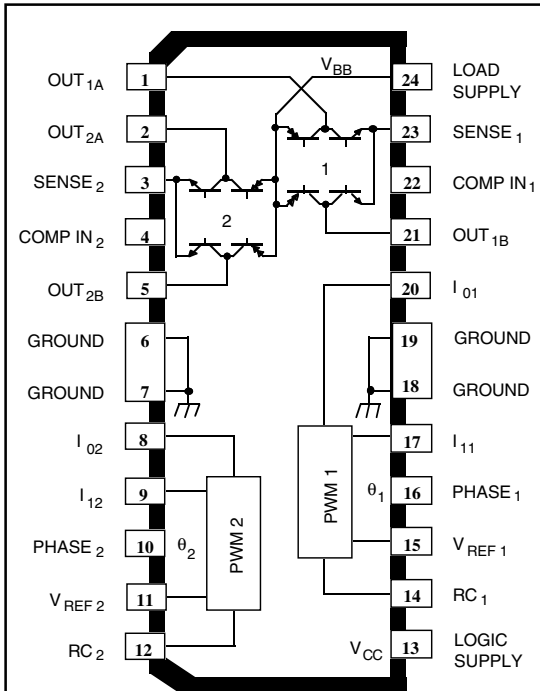 OUT1A 1
OUT2A 2
SENSE2 3
COMP IN2 4
OUT2B 5
GROUND 6
GROUND 7
I02 8
I12 9
PHASE2 10
VREF2 11
RC2 12
VBB
1
2
θ2
PWM 2
PWM 1
θ1
VCC
24 LOAD
SUPPLY
23 SENSE1
22 COMP IN1
21 OUT1B
20 I01
19 GROUND
18 GROUND
17 I11
16 PHASE1
15 VREF1
14 RC1
13 LOGIC
SUPPLY